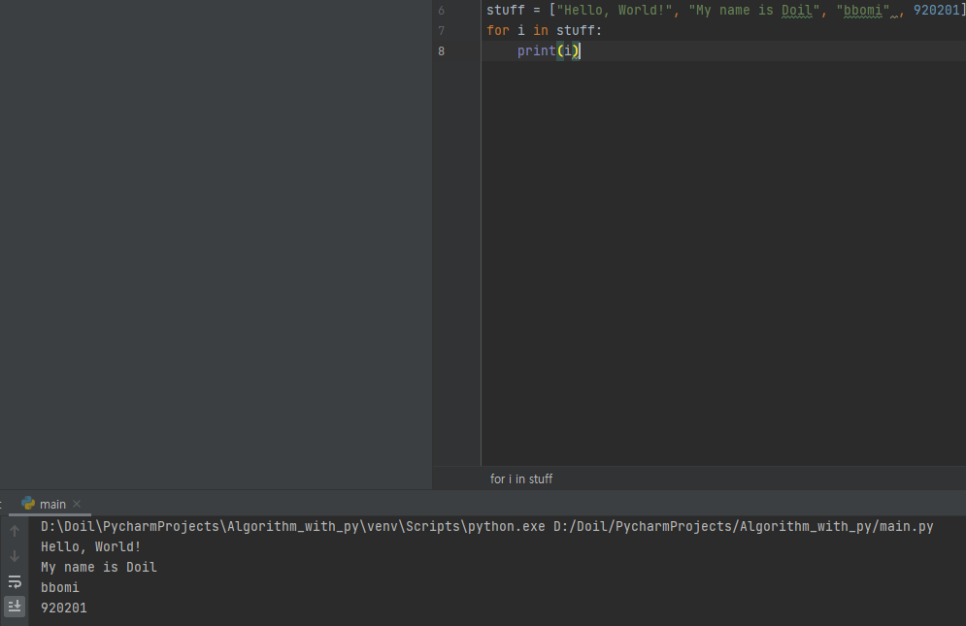 6 stuff = ["Hello, World!", "My name is Doil", "bbomi" , 920201]
7 for i in stuff:
8 print(i)
for i in stuff
: main ×
D:\Doil\PycharmProjects\Algorithm_with_py\venv\Scripts\python.exe D:/Doil/PycharmProjects/Algorithm_with_py/main.py
Hello, World!
My name is Doil
bbomi
920201